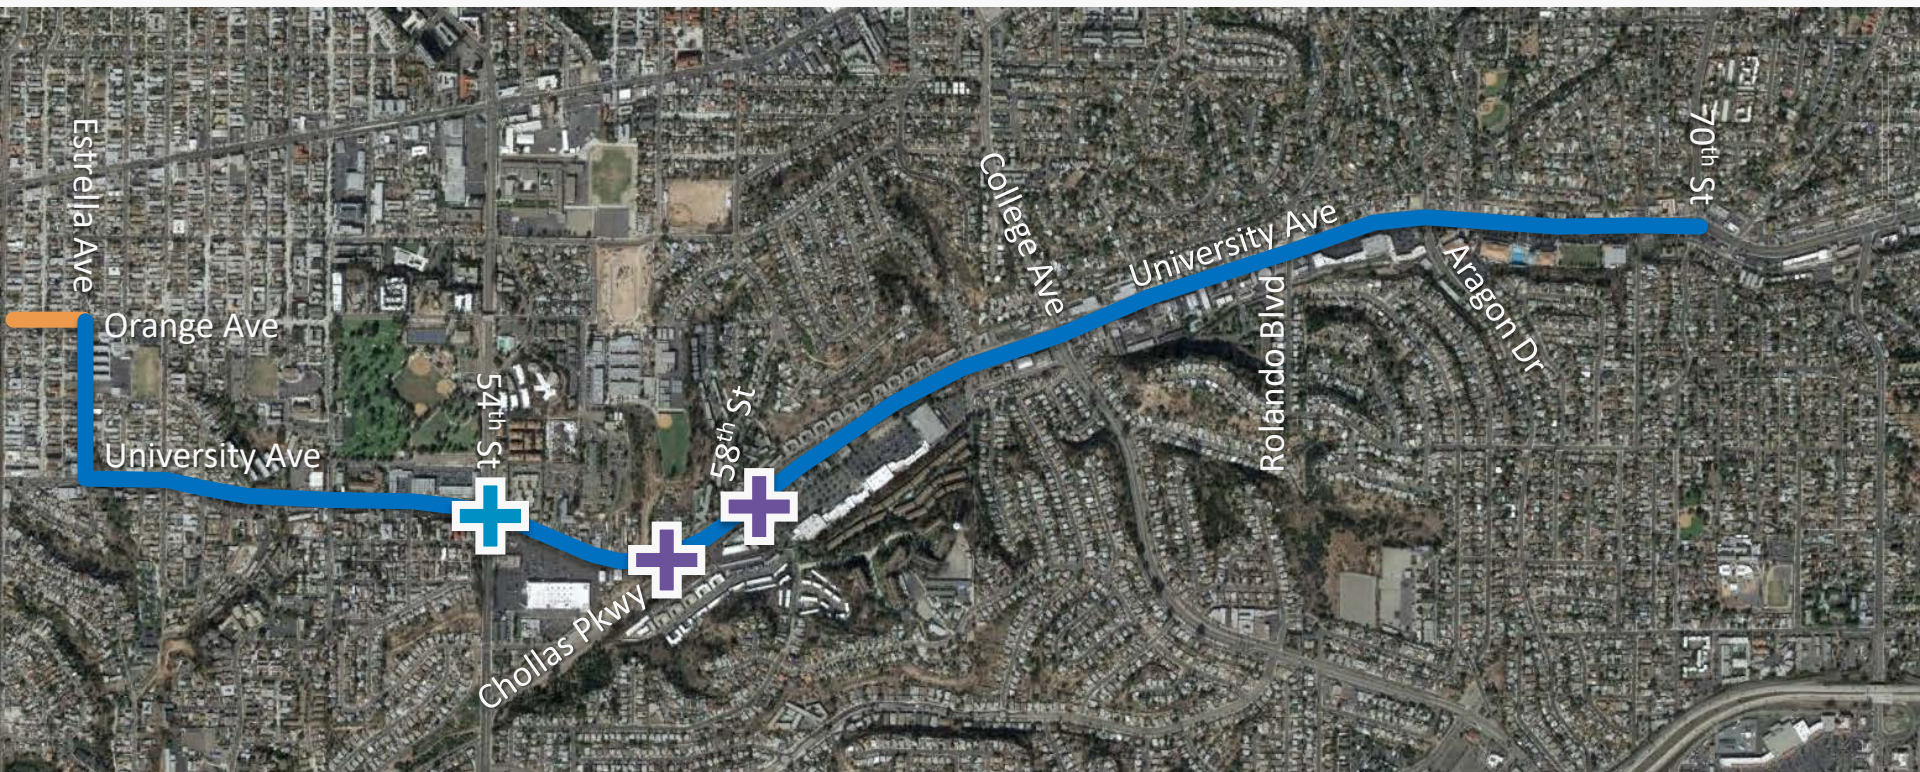 Estrella Ave
70th St
College Ave
University Ave
Orange Ave
Aragon Dr
Rolando Blvd
54th St
58th St
University Ave
Chollas Pkwy